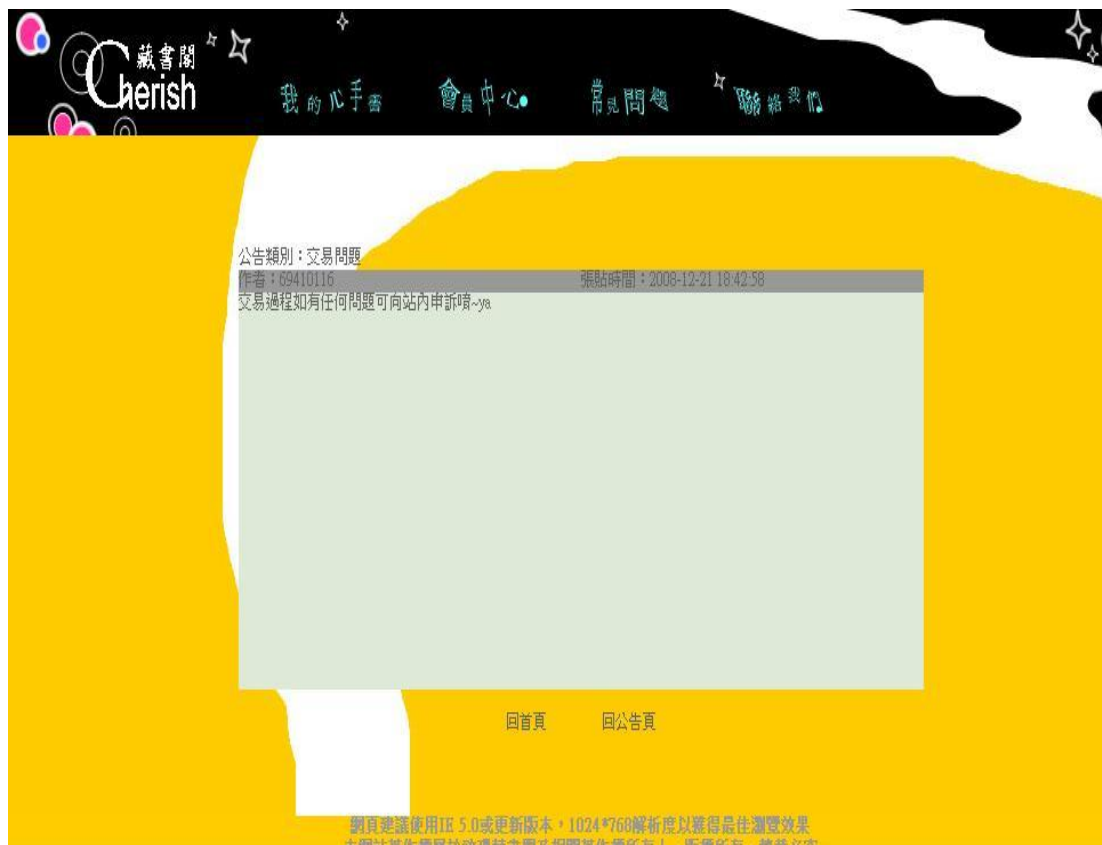 藏書閣
Cherish
我的心手書 會員中心 常見問題 聯絡我們
公告類別：交易問題
作者：69410116 張貼時間：2008-12-21 18:42:58
交易過程如有任何問題可向站內申訴唷~ya
回首頁 回公告頁
網頁建議使用IE 5.0或更新版本，1024*768解析度以獲得最佳瀏覽效果